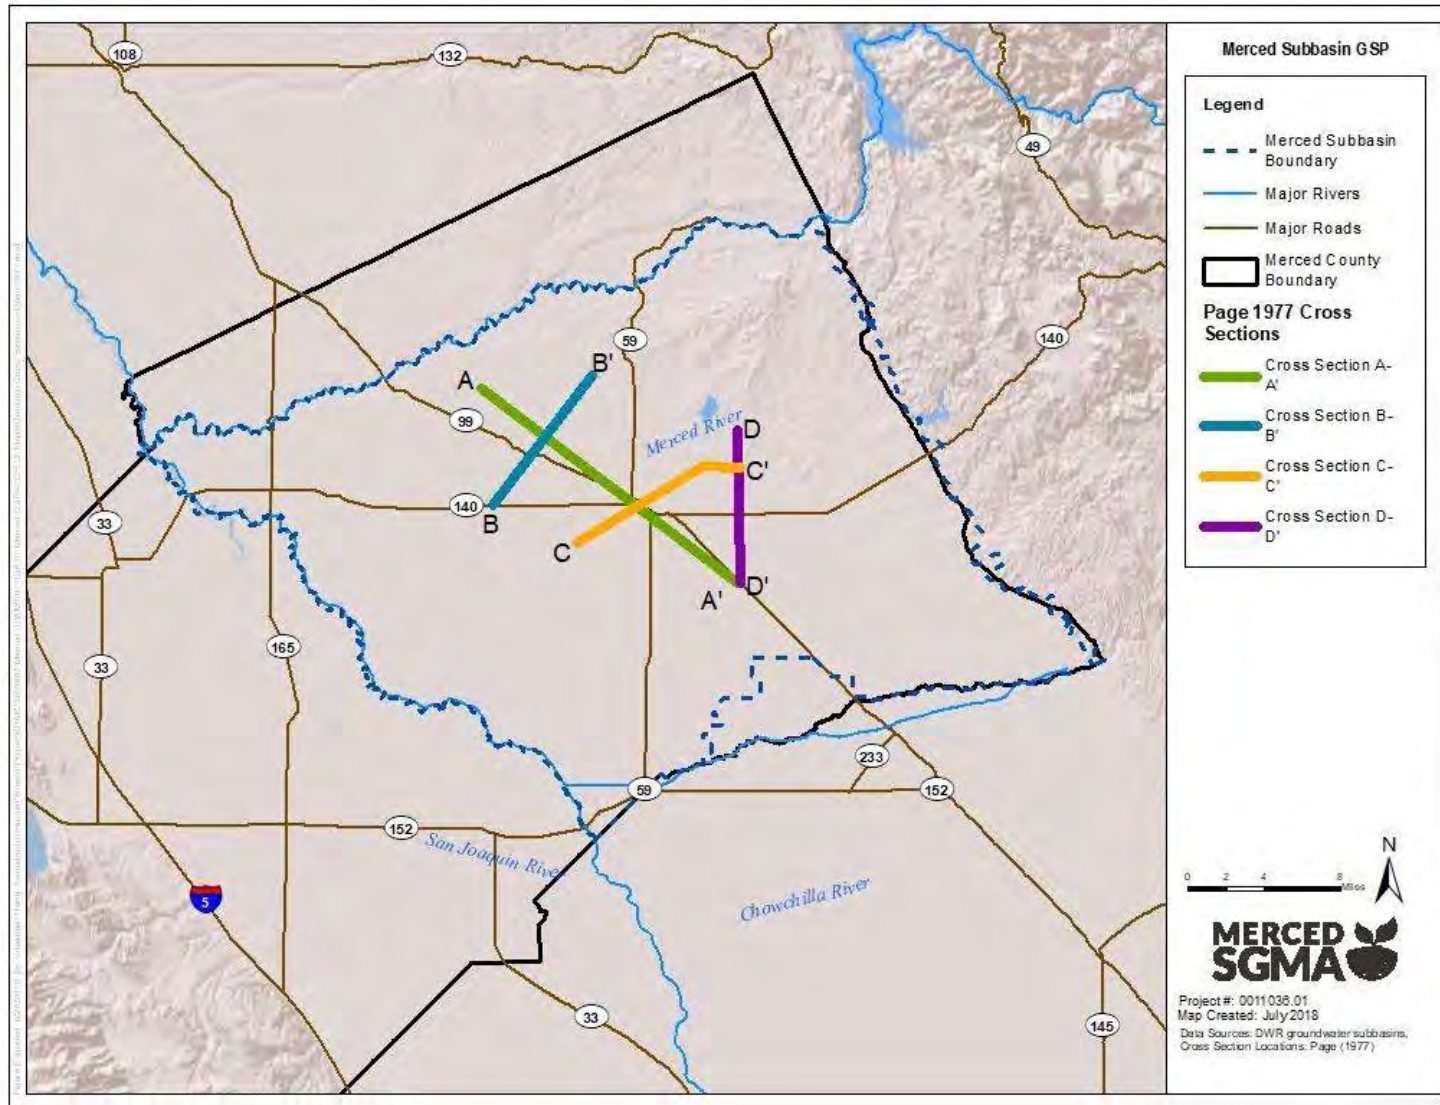 Merced Subbasin GSP
Legend
Merced Subbasin
Boundary
Major Rivers
Major Roads
Merced County
Boundary
Page 1977 Cross
Sections
Cross Section A-
A'
Cross Section B-
B'
Cross Section C-
C'
Cross Section D-
D'
108
132
49
59
140
A
B'
99
Merced River
D
C'
140
B
33
C
A'
D'
33
165
233
59
152
152
San Joaquin River
Chowchilla River
5
33
145
N
0 2 4 8
Miles
MERCED
SGMA
Project #: 0011036.01
Map Created: July 2018
Data Sources: DWR groundwater subbasins,
Cross Section Locations: Page (1977)